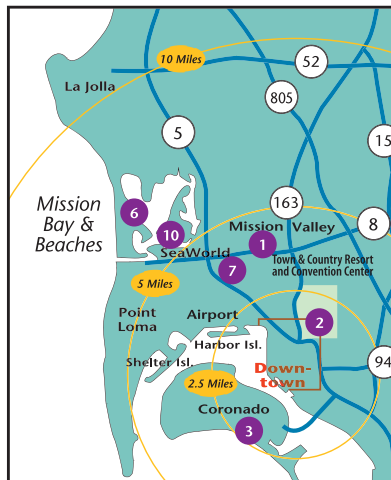 10 Miles
52
La Jolla
805
5
15
163
6
Mission
Bay &
Beaches
10
Mission Valley
8
1
SeaWorld
7
Town & Country Resort
and Convention Center
5 Miles
Point
Loma
Airport
2
Harbor Isl.
Shelter Isl.
Down-
town
94
2.5 Miles
Coronado
3